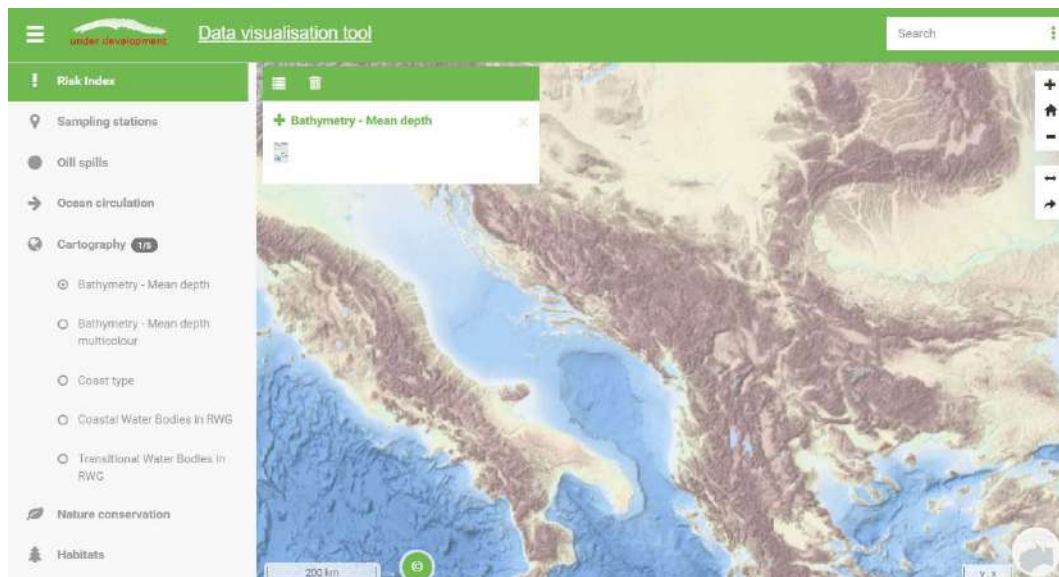 under development
Data visualisation tool
Search
Risk Index
Sampling stations
Oill spills
Ocean circulation
Cartography 1/5
Bathymetry - Mean depth
Bathymetry - Mean depth
multicolour
Coast type
Coastal Water Bodies in RWG
Transitional Water Bodies in
RWG
Nature conservation
Habitats
Bathymetry - Mean depth
200 km
©